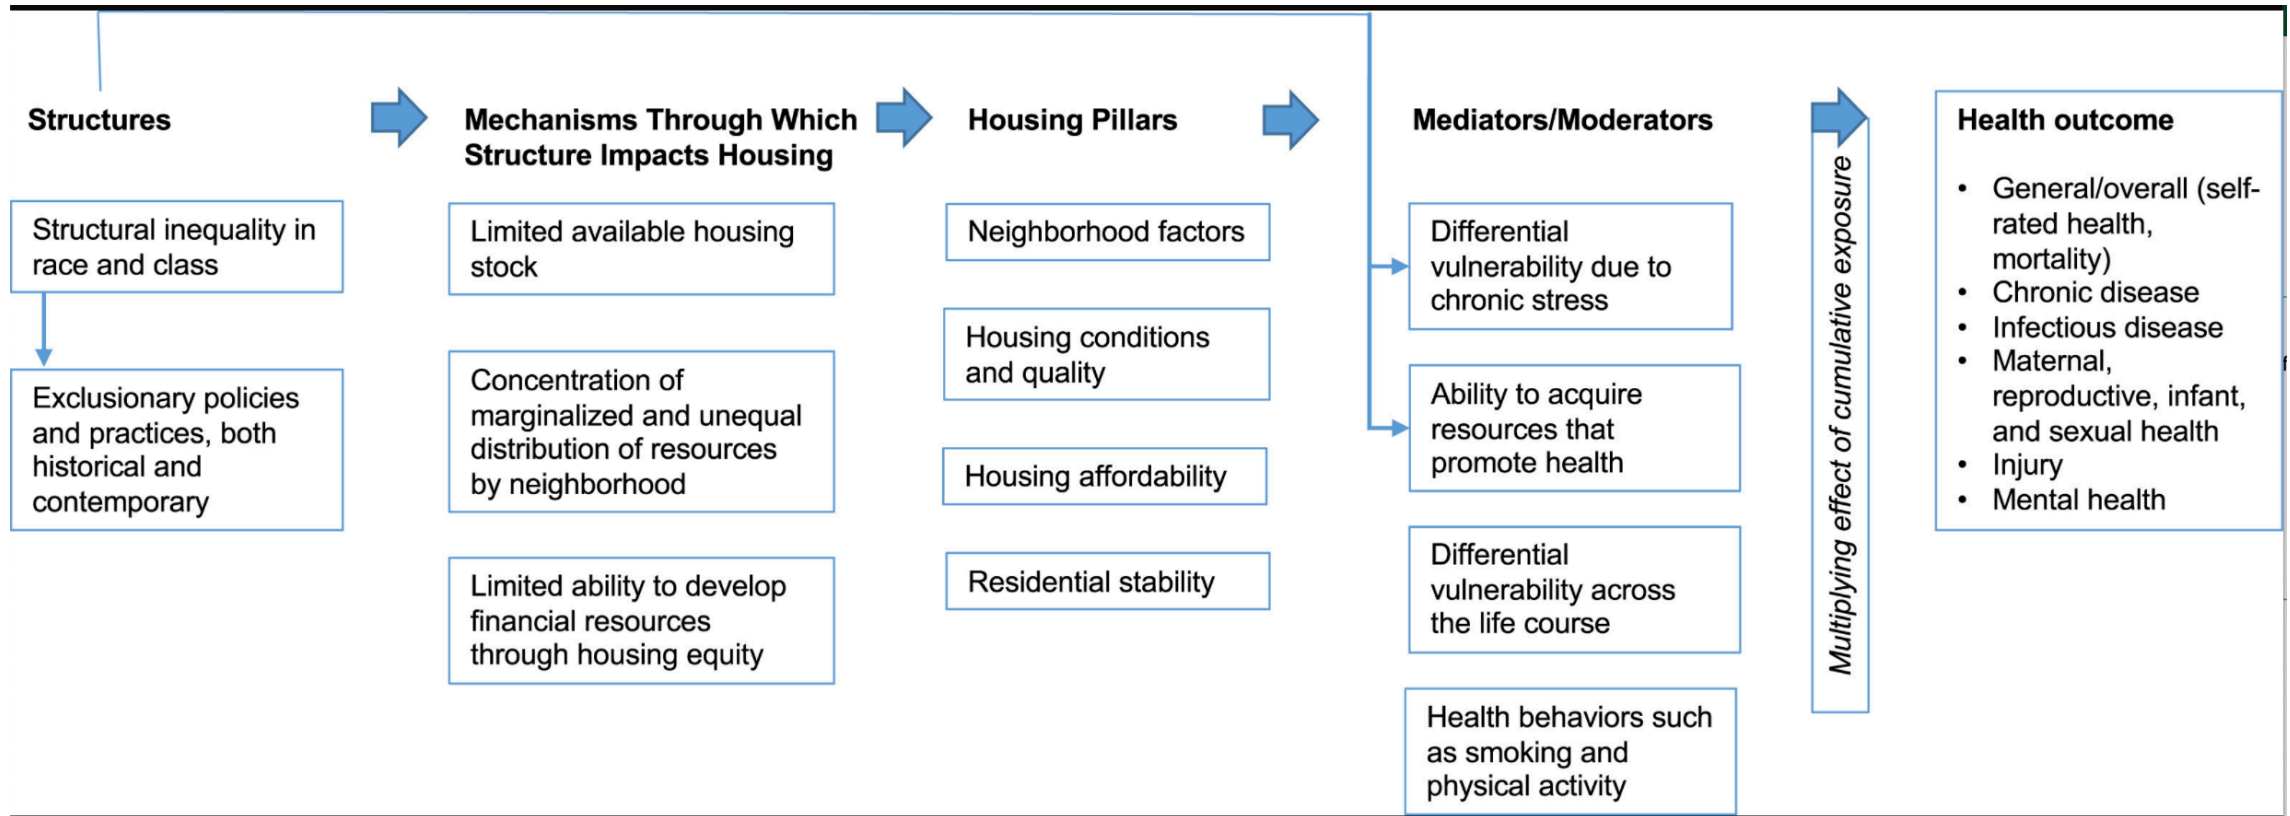 Structures
Structural inequality in
race and class
Exclusionary policies
and practices, both
historical and
contemporary
Mechanisms Through Which
Structure Impacts Housing
Limited available housing
stock
Concentration of
marginalized and unequal
distribution of resources
by neighborhood
Limited ability to develop
financial resources
through housing equity
Housing Pillars
Neighborhood factors
Housing conditions
and quality
Housing affordability
Residential stability
Mediators/Moderators
Differential
vulnerability due to
chronic stress
Ability to acquire
resources that
promote health
Differential
vulnerability across
the life course
Health behaviors such
as smoking and
physical activity
Multiplying effect of cumulative exposure
Health outcome
• General/overall (self-
rated health,
mortality)
• Chronic disease
• Infectious disease
• Maternal,
reproductive, infant,
and sexual health
• Injury
• Mental health